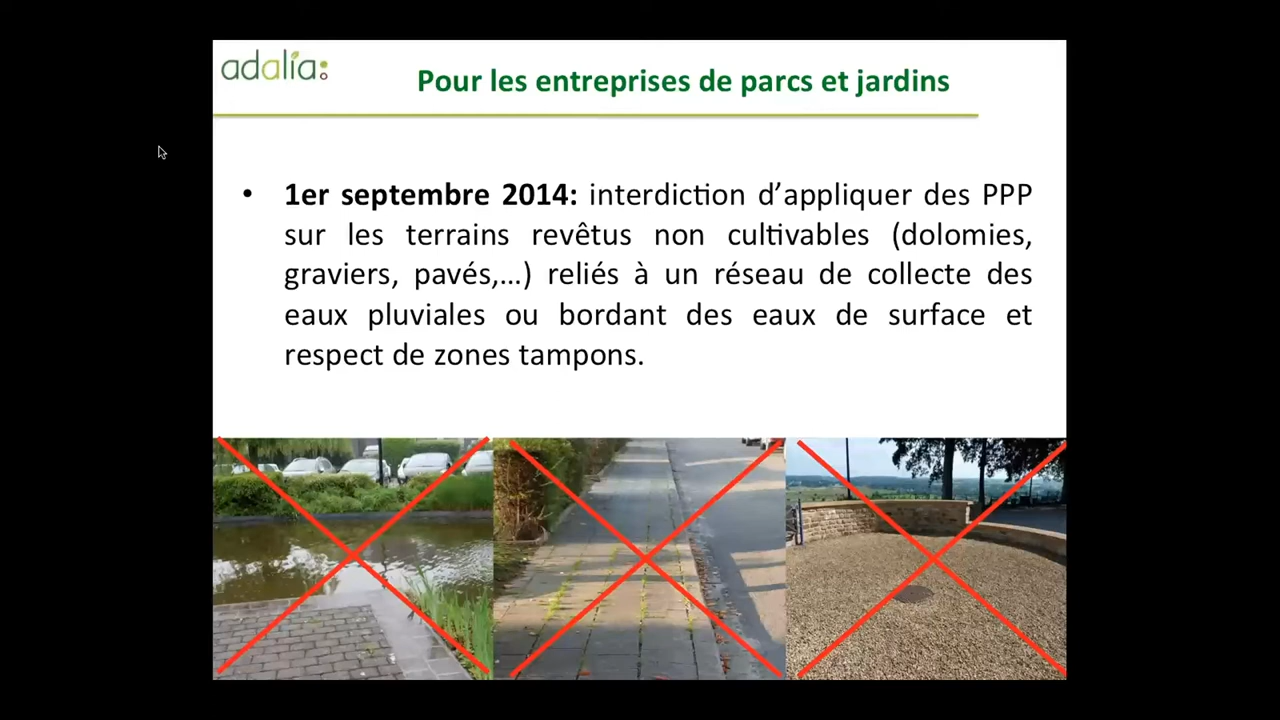 adalia
Pour les entreprises de parcs et jardins
• 1er septembre 2014: interdiction d’appliquer des PPP
sur les terrains revêtus non cultivables (dolomies,
graviers, pavés,...) reliés à un réseau de collecte des
eaux pluviales ou bordant des eaux de surface et
respect de zones tampons.